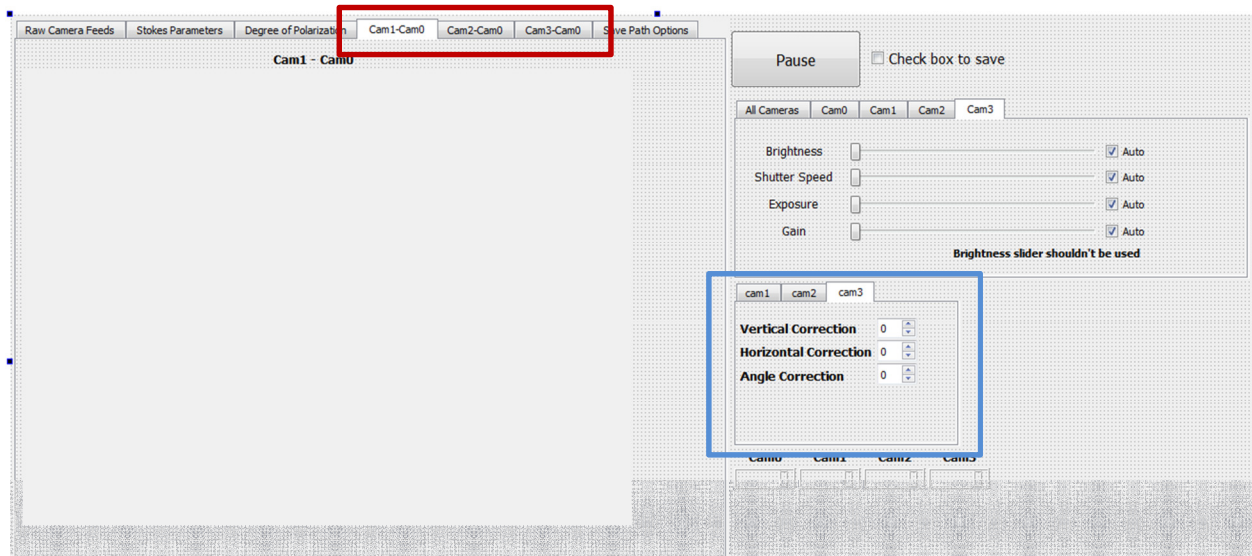 Raw Camera Feeds Stokes Parameters Degree of Polarization Cam1-Cam0 Cam2-Cam0 Cam3-Cam0 Save Path Options
Cam1 - Cam0
Pause Check box to save
All Cameras Cam0 Cam1 Cam2 Cam3
Brightness Auto
Shutter Speed Auto
Exposure Auto
Gain Auto
Brightness slider shouldn't be used
cam1 cam2 cam3
Vertical Correction 0
Horizontal Correction 0
Angle Correction 0
Cam0 Cam1 Cam2 Cam3